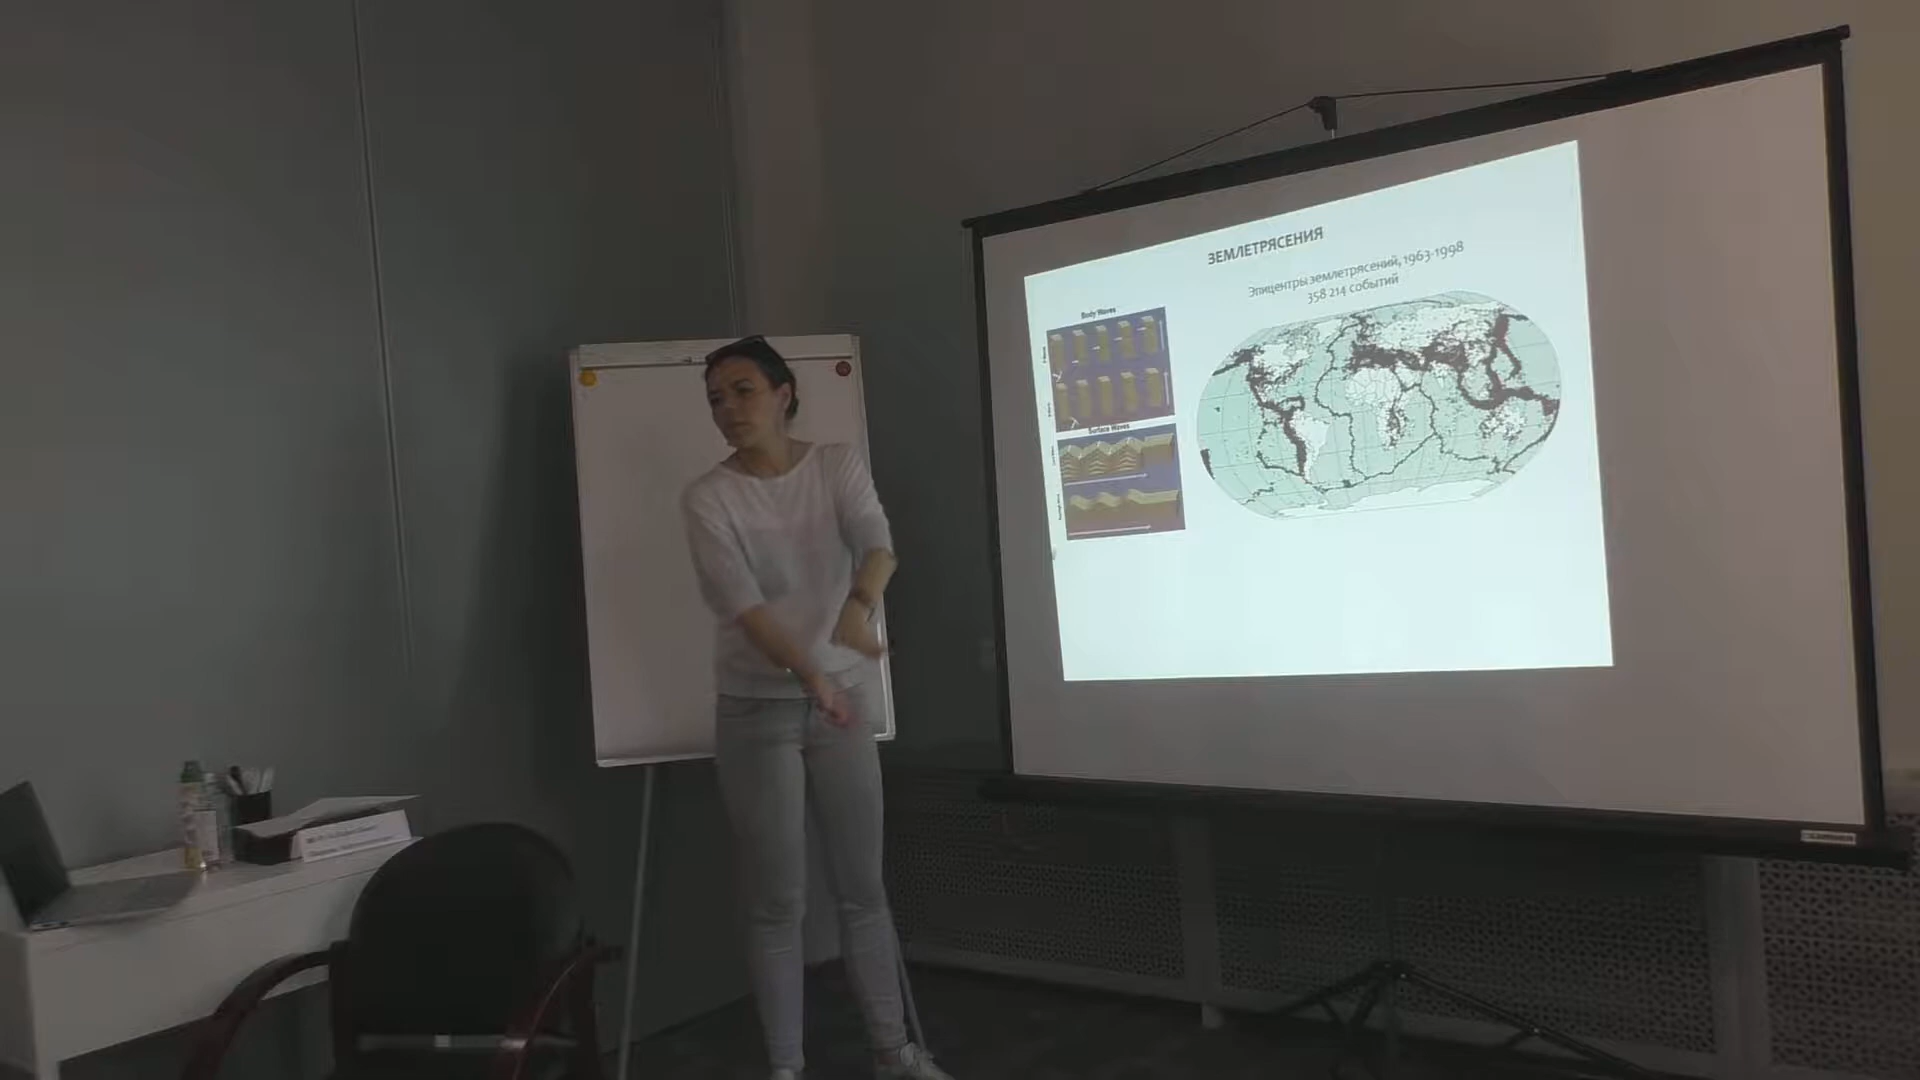 ЗЕМЛЕТРЯСЕНИЯ
Эпицентры землетрясений, 1963-1998
358 214 событий
Body Waves
Surface Waves